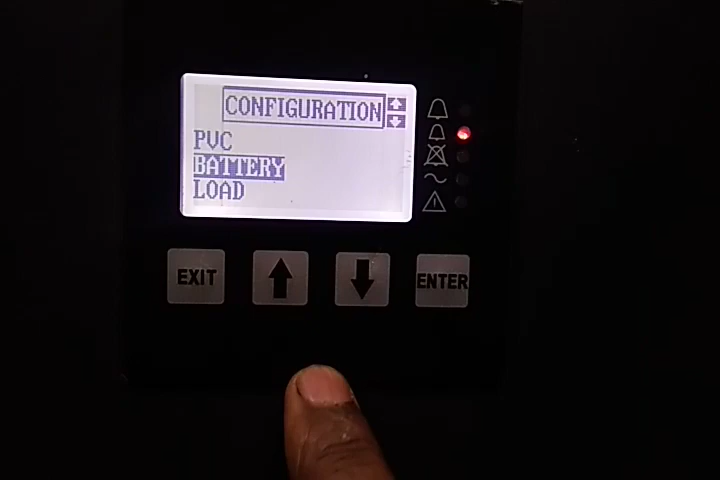 CONFIGURATION
PVC
BATTERY
LOAD
EXIT
ENTER